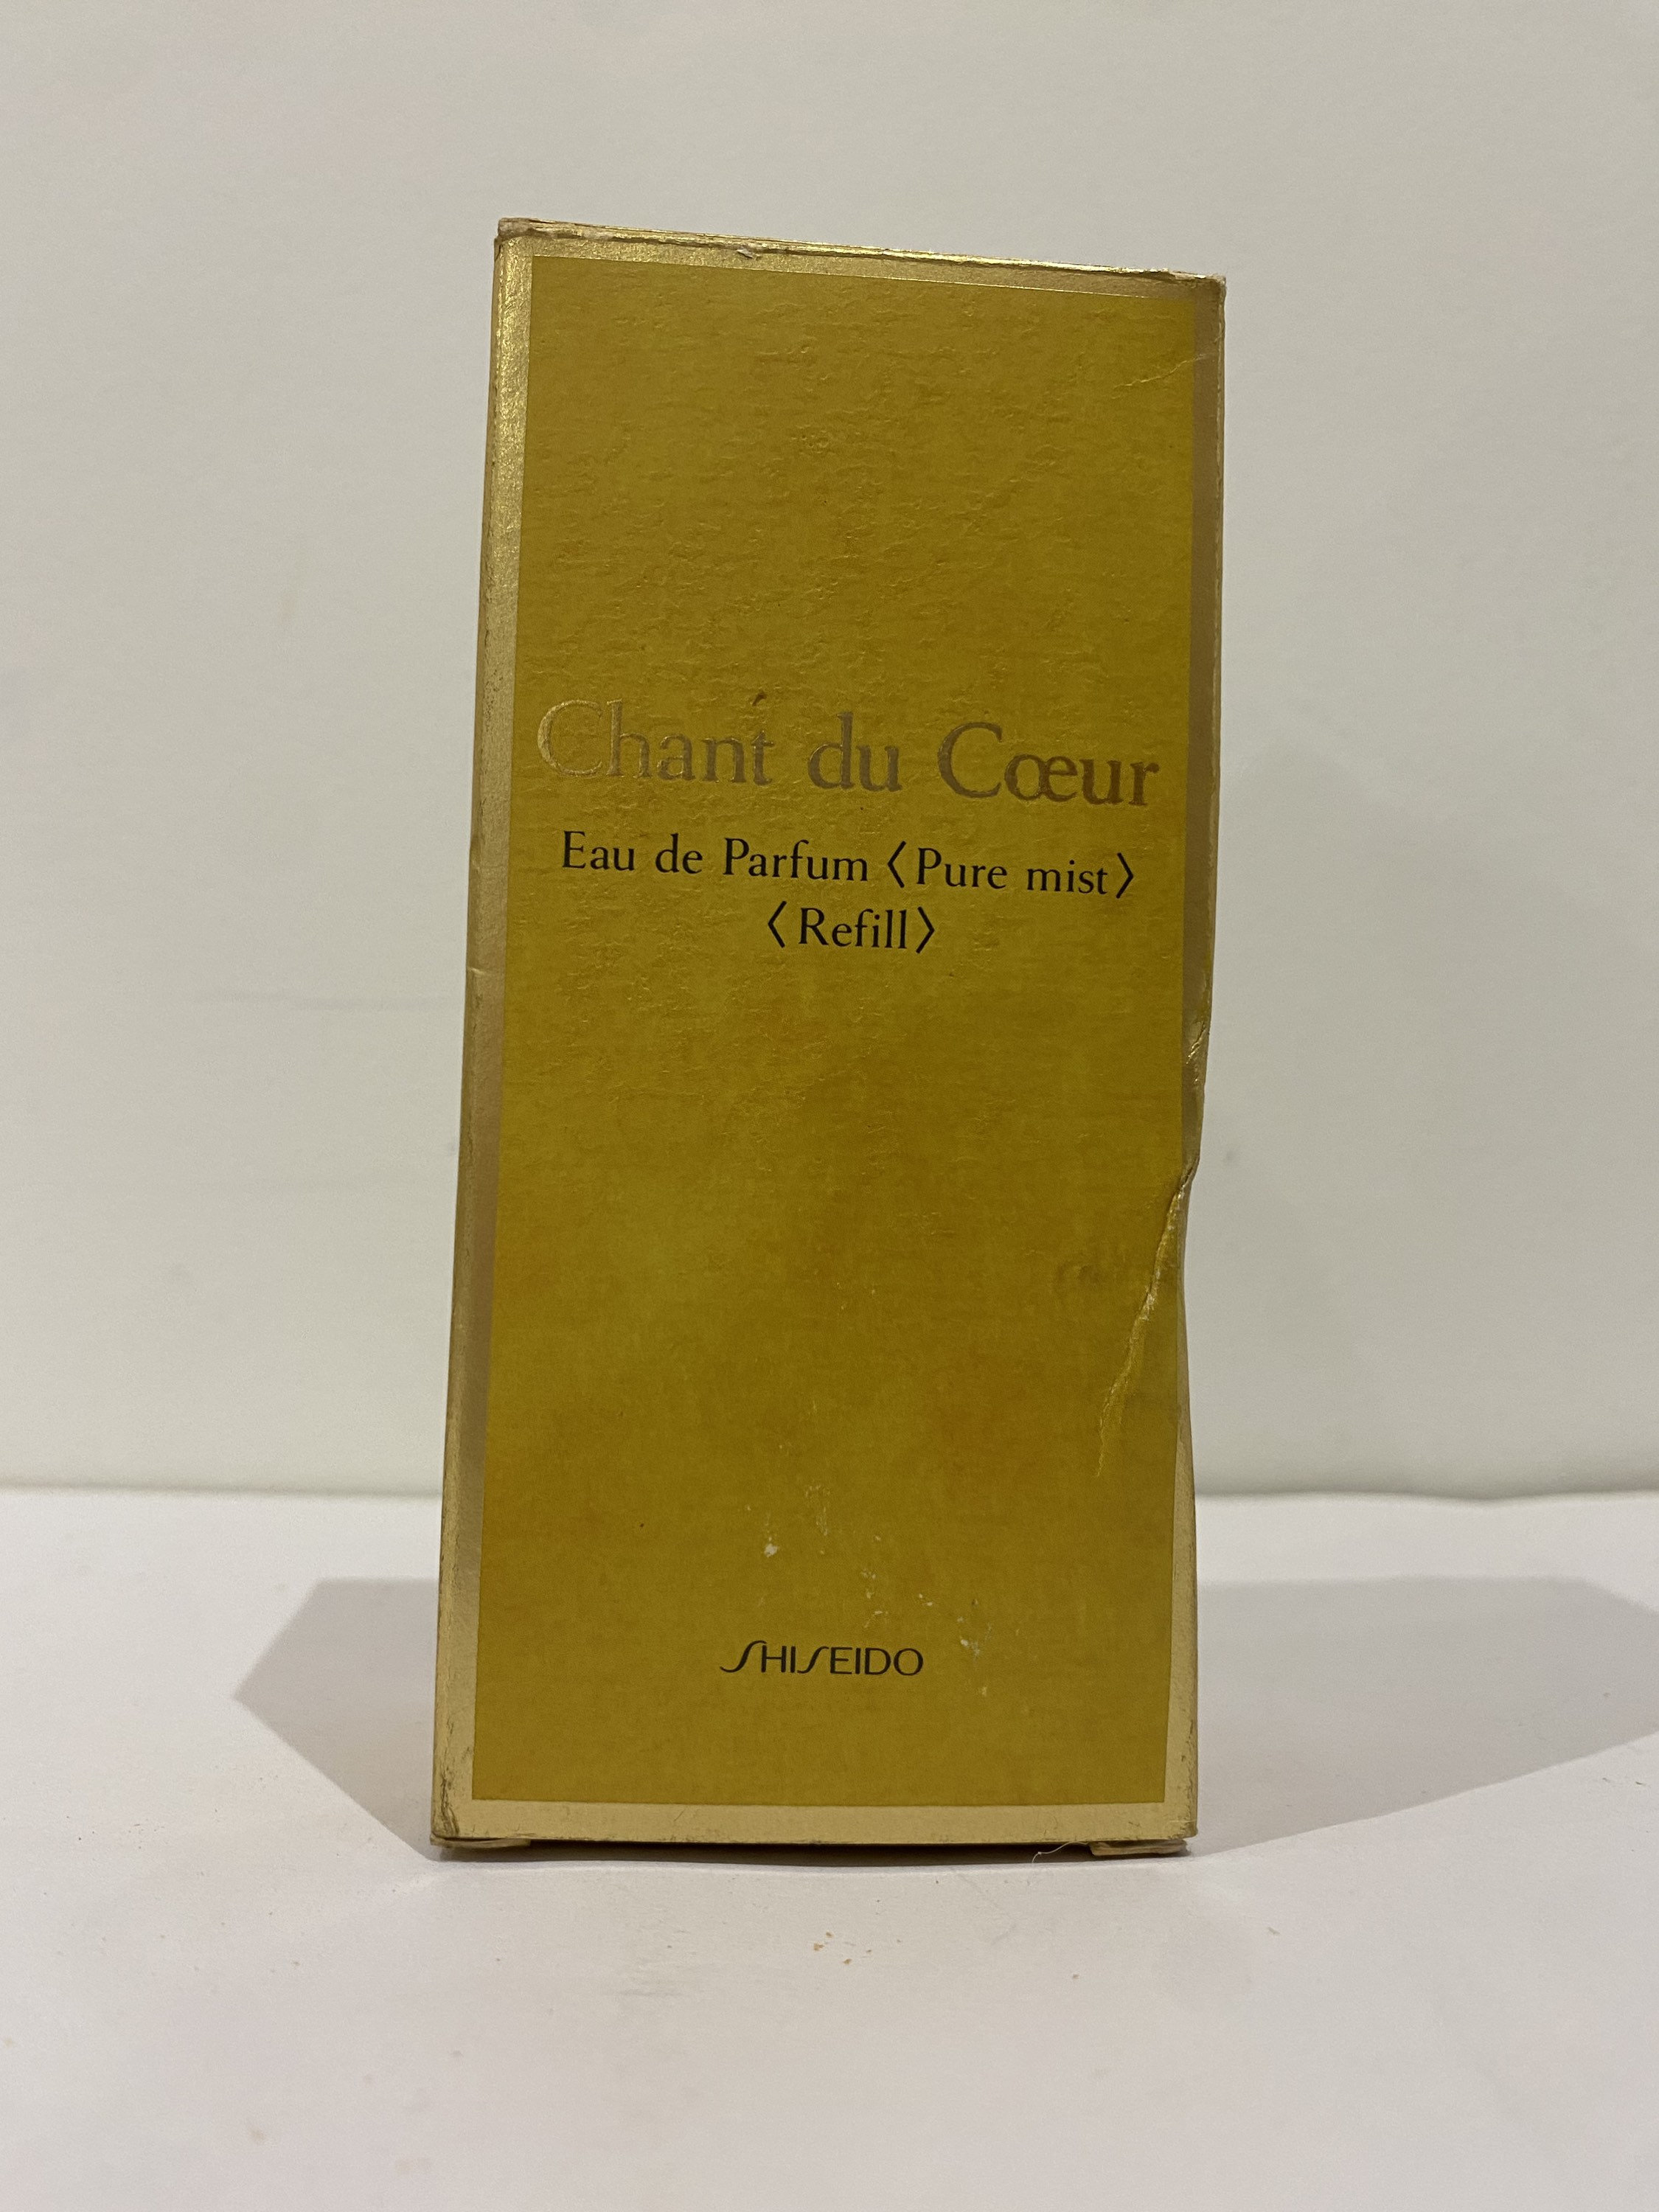 Chant du Cœur
Eau de Parfum〈Pure mist〉
〈Refill〉
SHISEIDO